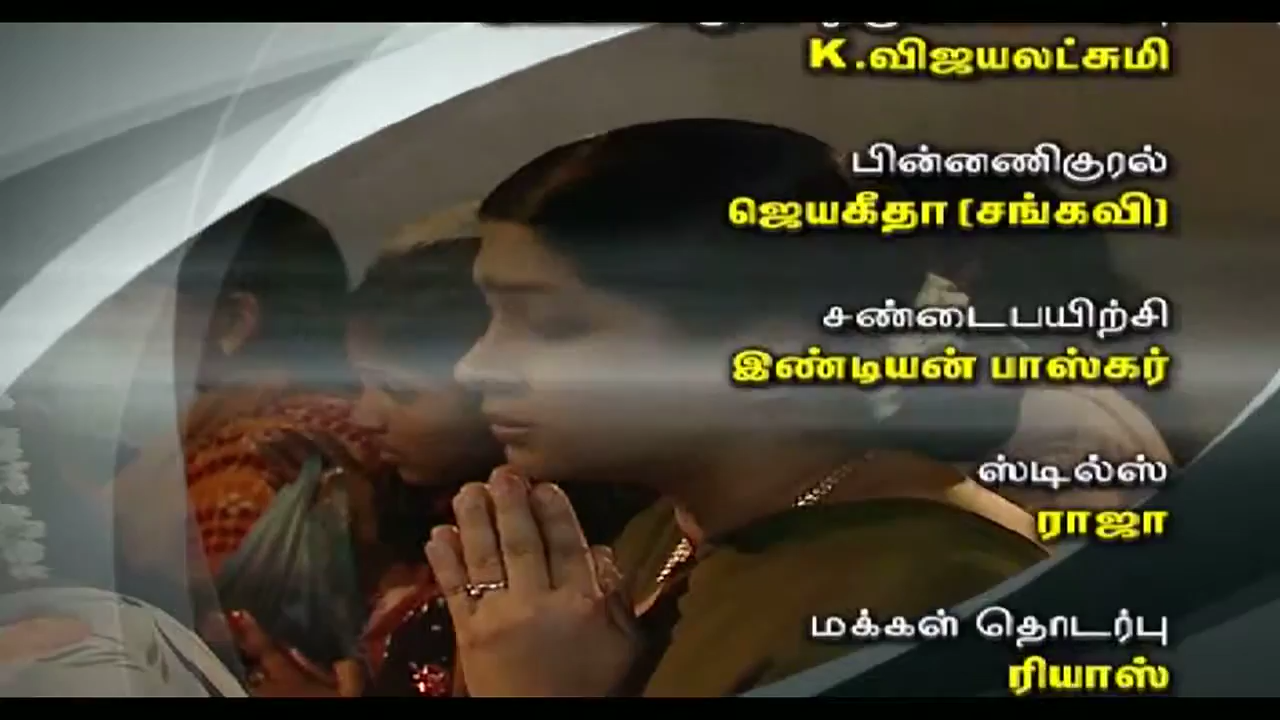 K.விஜயலட்சுமி
பின்னணிகுரல்
ஜெயகீதா (சங்கவி)
சண்டைபயிற்சி
இண்டியன் பாஸ்கர்
ஸ்டில்ஸ்
ராஜா
மக்கள் தொடர்பு
ரியாஸ்